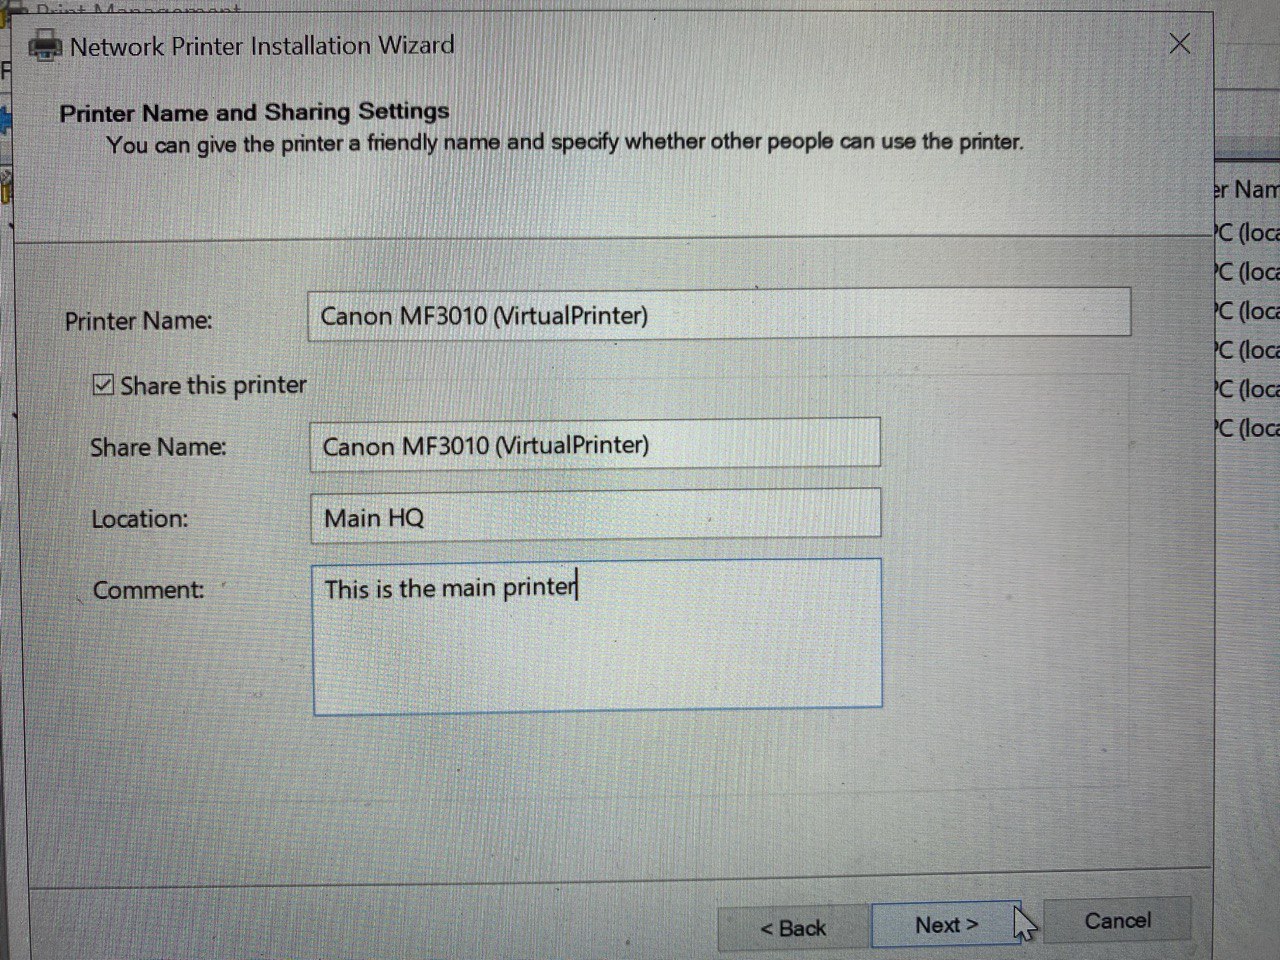 Print Management
Network Printer Installation Wizard
Printer Name and Sharing Settings
You can give the printer a friendly name and specify whether other people can use the printer.
Printer Name:
Canon MF3010 (VirtualPrinter)
Share this printer
Share Name:
Canon MF3010 (VirtualPrinter)
Location:
Main HQ
Comment:
This is the main printer
< Back
Next >
Cancel
er Nam
PC (loca
PC (loca
PC (loca
PC (loca
PC (loca
PC (loca